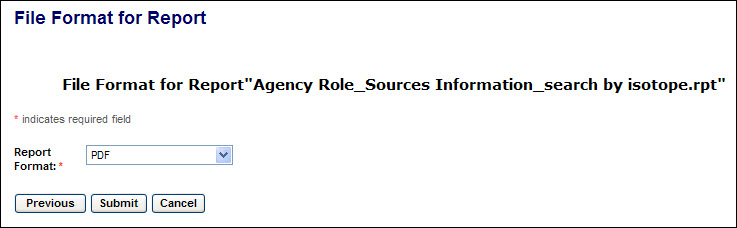 File Format for Report
File Format for Report"Agency Role_Sources Information_search by isotope.rpt"
* indicates required field
Report
Format: *
PDF
Previous Submit Cancel